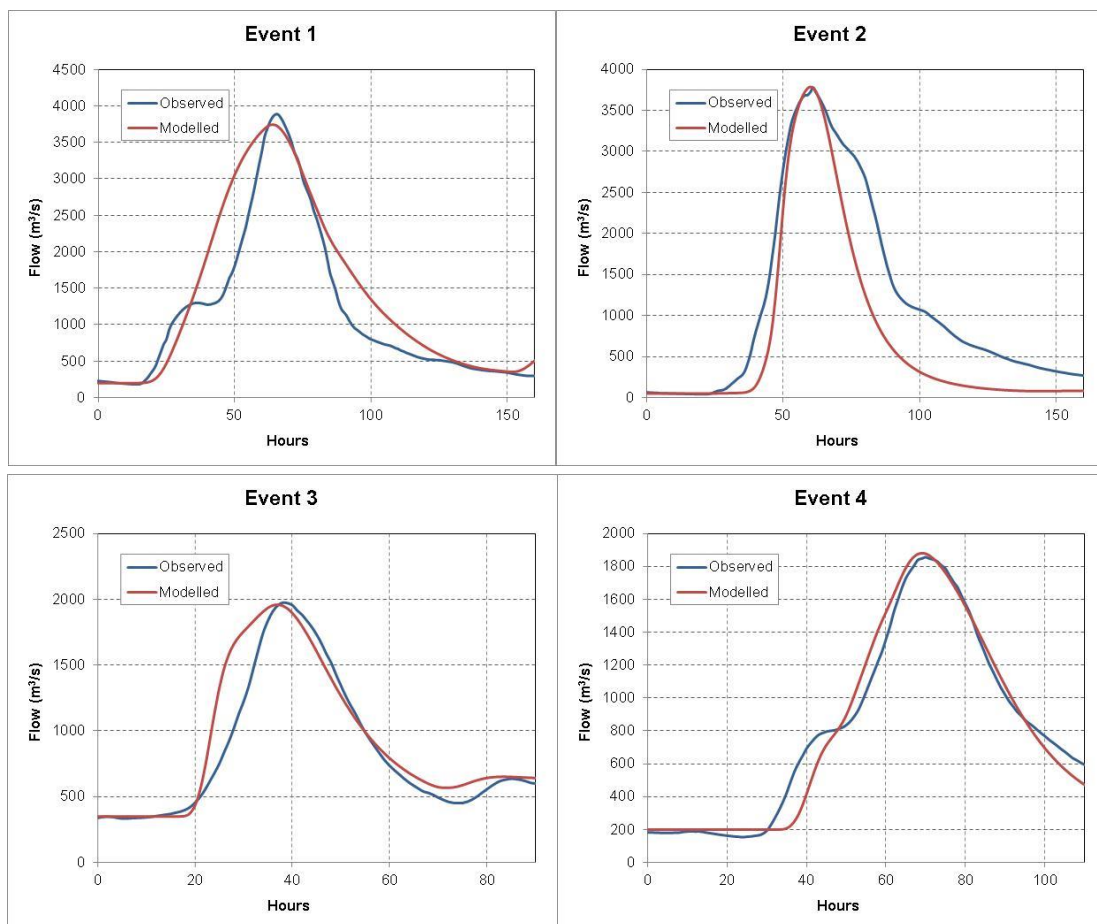 Event 1
4500
4000
3500
3000
2500
2000
1500
1000
500
0
Flow (m³/s)
Observed
Modelled
0 50 100 150
Hours
Event 2
4000
3500
3000
2500
2000
1500
1000
500
0
Flow (m³/s)
Observed
Modelled
0 50 100 150
Hours
Event 3
2500
2000
1500
1000
500
0
Flow (m³/s)
Observed
Modelled
0 20 40 60 80
Hours
Event 4
2000
1800
1600
1400
1200
1000
800
600
400
200
0
Flow (m³/s)
Observed
Modelled
0 20 40 60 80 100
Hours